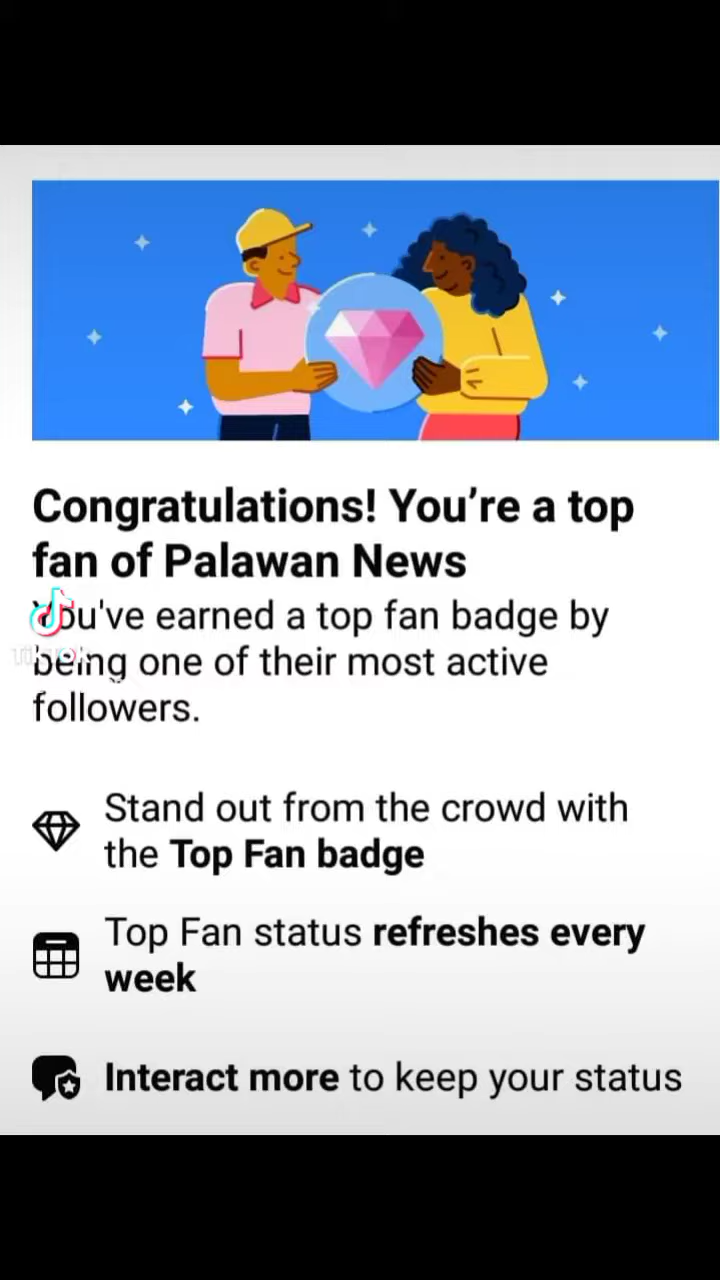 Congratulations! You’re a top
fan of Palawan News
You've earned a top fan badge by
TikTok
being one of their most active
followers.
Stand out from the crowd with
the Top Fan badge
Top Fan status refreshes every
week
Interact more to keep your status